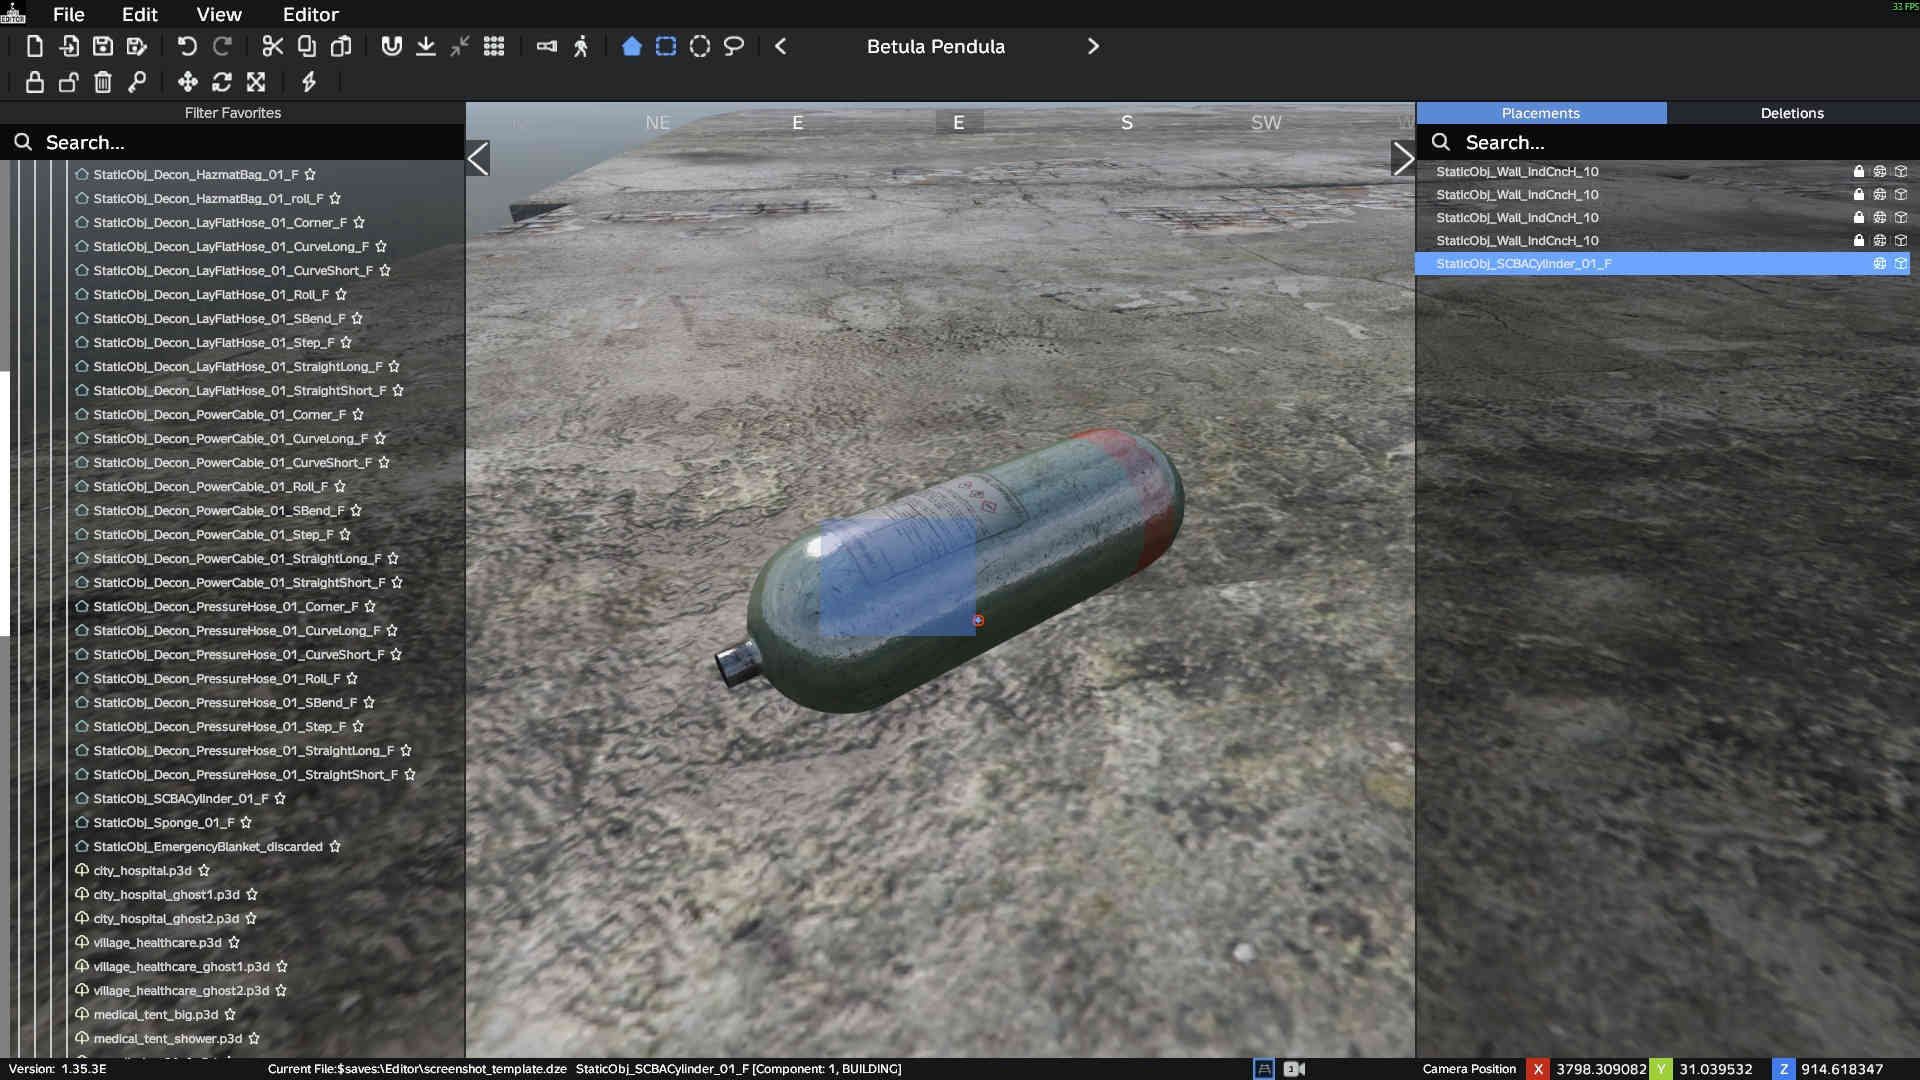 33 FPS
EDITOR
File Edit View Editor
Betula Pendula
Filter Favorites
Search...
StaticObj_Decon_HazmatBag_01_F
StaticObj_Decon_HazmatBag_01_roll_F
StaticObj_Decon_LayFlatHose_01_Corner_F
StaticObj_Decon_LayFlatHose_01_CurveLong_F
StaticObj_Decon_LayFlatHose_01_CurveShort_F
StaticObj_Decon_LayFlatHose_01_Roll_F
StaticObj_Decon_LayFlatHose_01_SBend_F
StaticObj_Decon_LayFlatHose_01_Step_F
StaticObj_Decon_LayFlatHose_01_StraightLong_F
StaticObj_Decon_LayFlatHose_01_StraightShort_F
StaticObj_Decon_PowerCable_01_Corner_F
StaticObj_Decon_PowerCable_01_CurveLong_F
StaticObj_Decon_PowerCable_01_CurveShort_F
StaticObj_Decon_PowerCable_01_Roll_F
StaticObj_Decon_PowerCable_01_SBend_F
StaticObj_Decon_PowerCable_01_Step_F
StaticObj_Decon_PowerCable_01_StraightLong_F
StaticObj_Decon_PowerCable_01_StraightShort_F
StaticObj_Decon_PressureHose_01_Corner_F
StaticObj_Decon_PressureHose_01_CurveLong_F
StaticObj_Decon_PressureHose_01_CurveShort_F
StaticObj_Decon_PressureHose_01_Roll_F
StaticObj_Decon_PressureHose_01_SBend_F
StaticObj_Decon_PressureHose_01_Step_F
StaticObj_Decon_PressureHose_01_StraightLong_F
StaticObj_Decon_PressureHose_01_StraightShort_F
StaticObj_SCBACylinder_01_F
StaticObj_Sponge_01_F
StaticObj_EmergencyBlanket_discarded
city_hospital.p3d
city_hospital_ghost1.p3d
city_hospital_ghost2.p3d
village_healthcare.p3d
village_healthcare_ghost1.p3d
village_healthcare_ghost2.p3d
medical_tent_big.p3d
medical_tent_shower.p3d
NE E E S SW W
Placements Deletions
Search...
StaticObj_Wall_IndCncH_10
StaticObj_Wall_IndCncH_10
StaticObj_Wall_IndCncH_10
StaticObj_Wall_IndCncH_10
StaticObj_SCBACylinder_01_F
Version: 1.35.3E Current File:$saves:\Editor\screenshot_template.dze StaticObj_SCBACylinder_01_F [Component: 1, BUILDING] Camera Position X 3798.309082 Y 31.039532 Z 914.618347